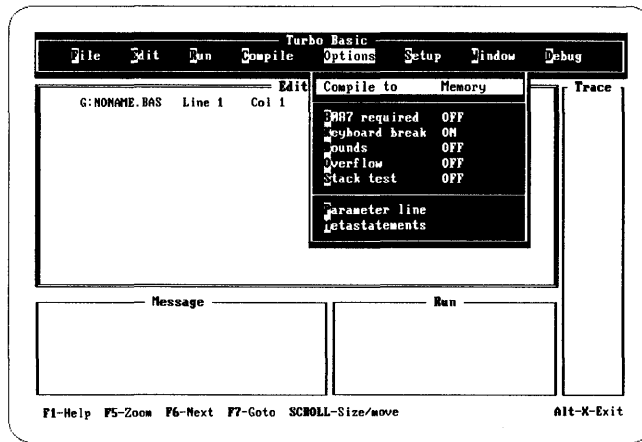 Turbo Basic
File Edit Run Compile Options Setup Window Debug
Edit
Trace
G:NONAME.BAS Line 1 Col 1
Compile to Memory
8087 required OFF
Keyboard break ON
Bounds OFF
Overflow OFF
Stack test OFF
Parameter line
Metastatements
Message
Run
F1-Help F5-Zoom F6-Next F7-Goto SCROLL-Size/move Alt-X-Exit